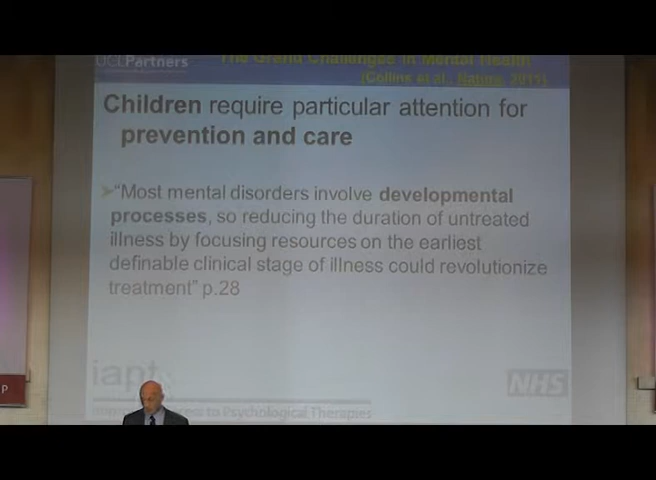 UCLPartners
The Grand Challenges in Mental Health
(Collins et al., Nature, 2011)
Children require particular attention for
prevention and care
"Most mental disorders involve developmental
processes, so reducing the duration of untreated
illness by focusing resources on the earliest
definable clinical stage of illness could revolutionize
treatment" p.28
iapt
NHS
to Psychological Therapies
P